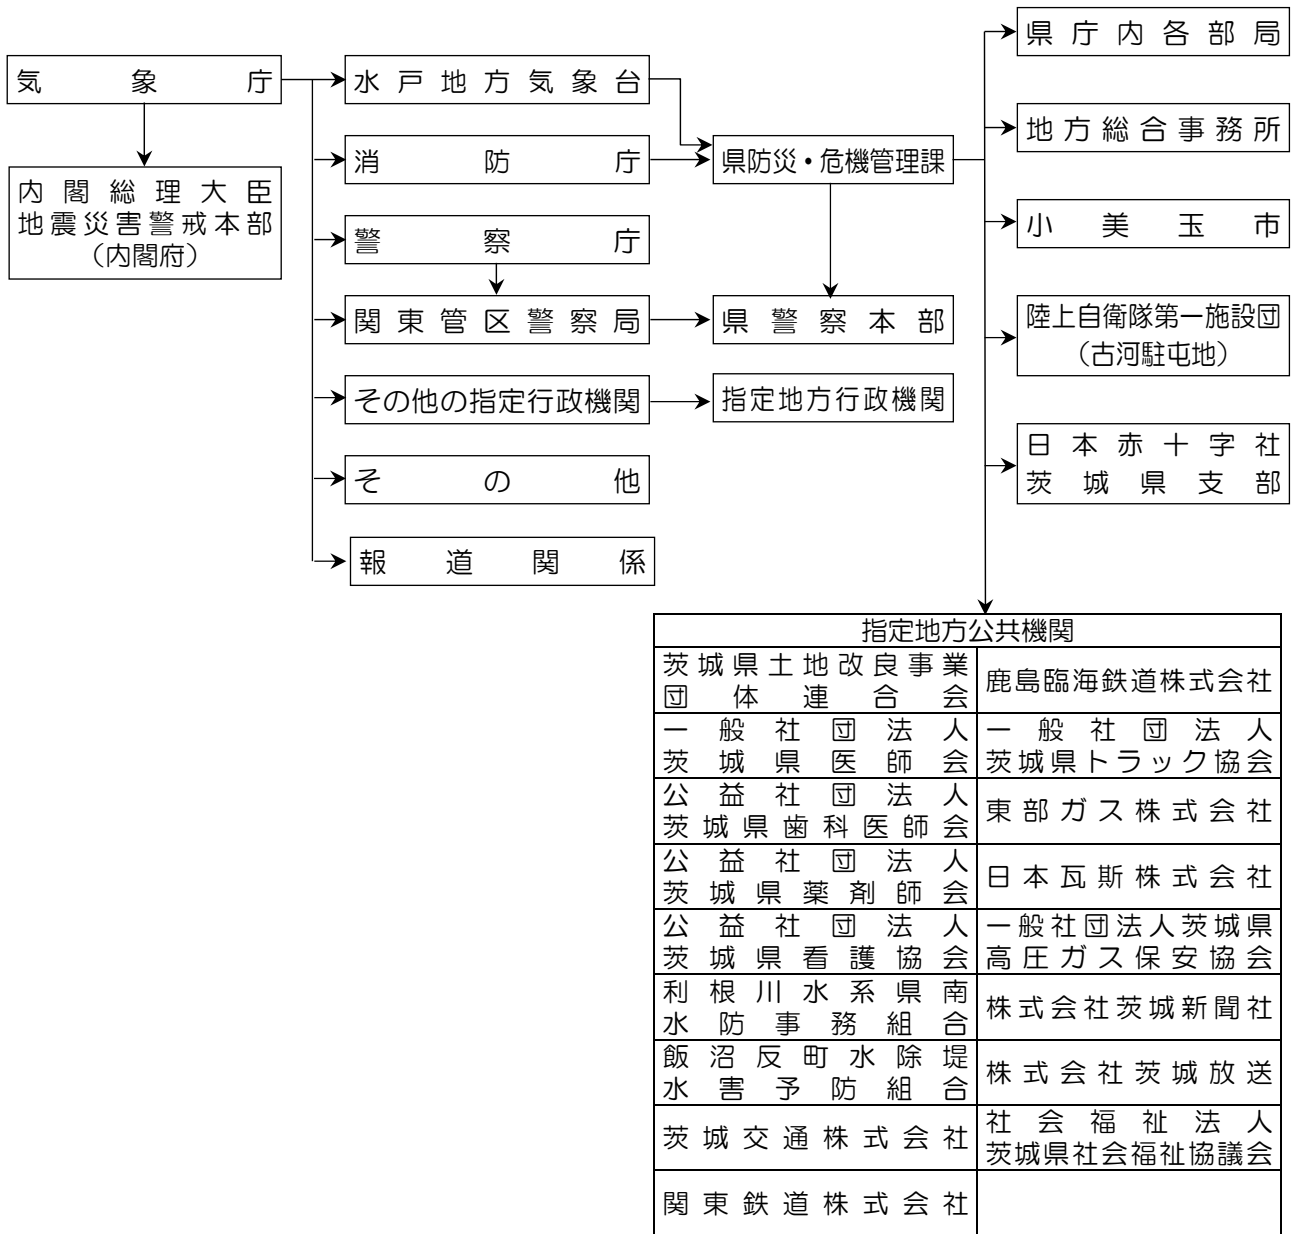 気象庁
内閣総理大臣
地震災害警戒本部
（内閣府）
水戸地方気象台
消防庁
警察庁
関東管区警察局
その他の指定行政機関
その他
報道関係
県防災・危機管理課
県警察本部
指定地方行政機関
県庁内各部局
地方総合事務所
小美玉市
陸上自衛隊第一施設団
（古河駐屯地）
日本赤十字社
茨城県支部
指定地方公共機関
茨城県土地改良事業
団体連合会
鹿島臨海鉄道株式会社
一般社団法人
茨城県医師会
一般社団法人
茨城県トラック協会
公益社団法人
茨城県歯科医師会
東部ガス株式会社
公益社団法人
茨城県薬剤師会
日本瓦斯株式会社
公益社団法人
茨城県看護協会
一般社団法人茨城県
高圧ガス保安協会
利根川水系県南
水防事務組合
株式会社茨城新聞社
飯沼反町水除堤
水害予防組合
株式会社茨城放送
茨城交通株式会社
社会福祉法人
茨城県社会福祉協議会
関東鉄道株式会社